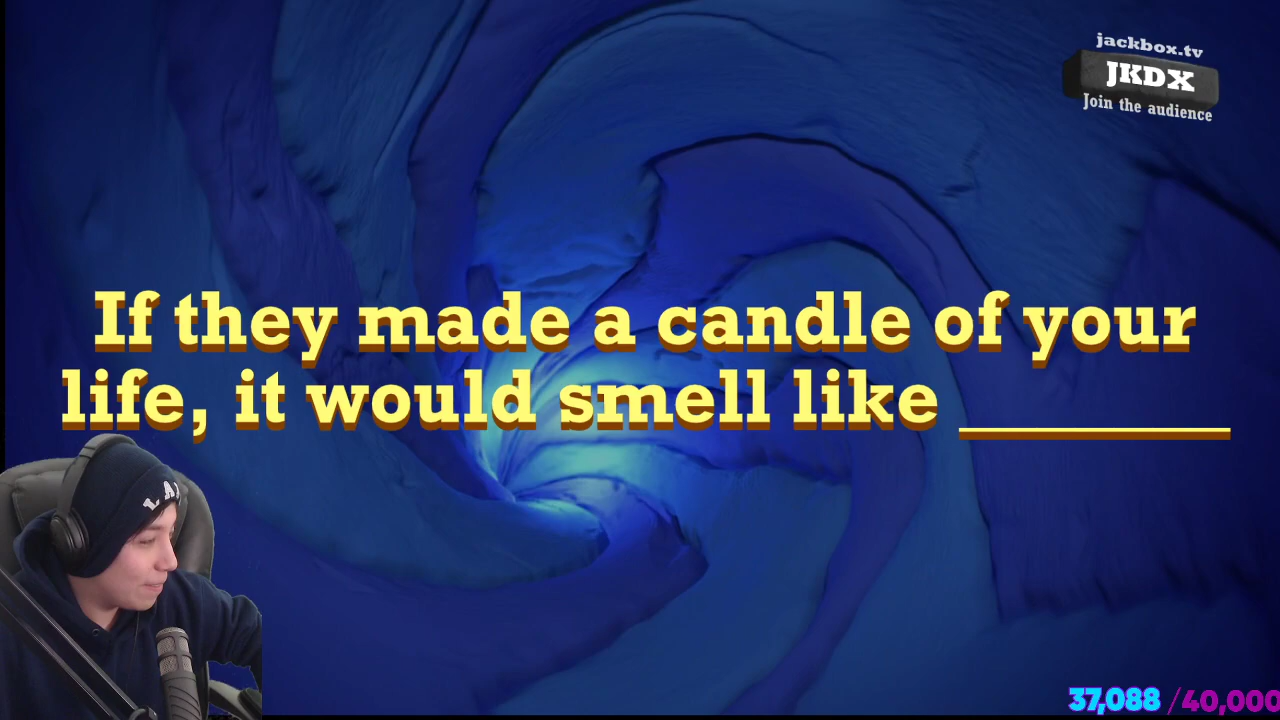 jackbox.tv
JKDX
Join the audience
If they made a candle of your
life, it would smell like ________
37,088 /40,000